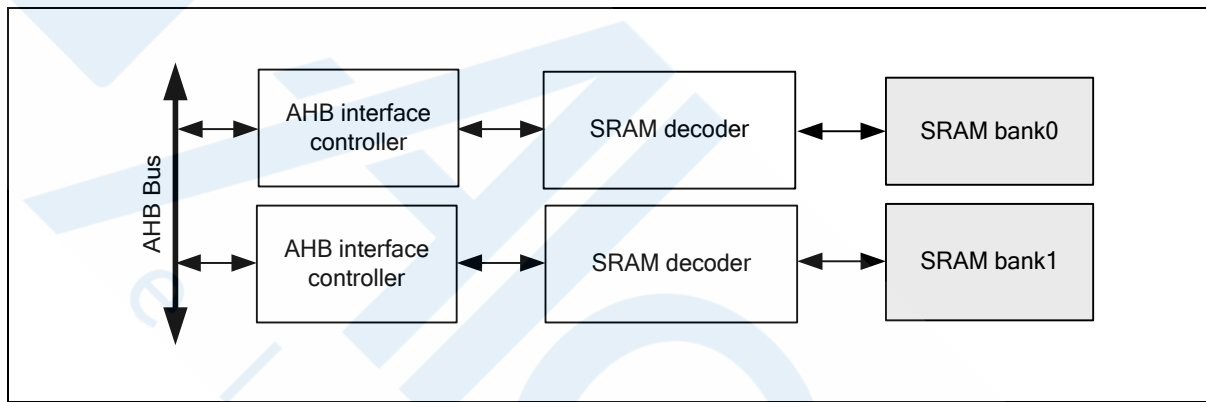 AHB Bus
AHB interface
controller
SRAM decoder
SRAM bank0
AHB interface
controller
SRAM decoder
SRAM bank1